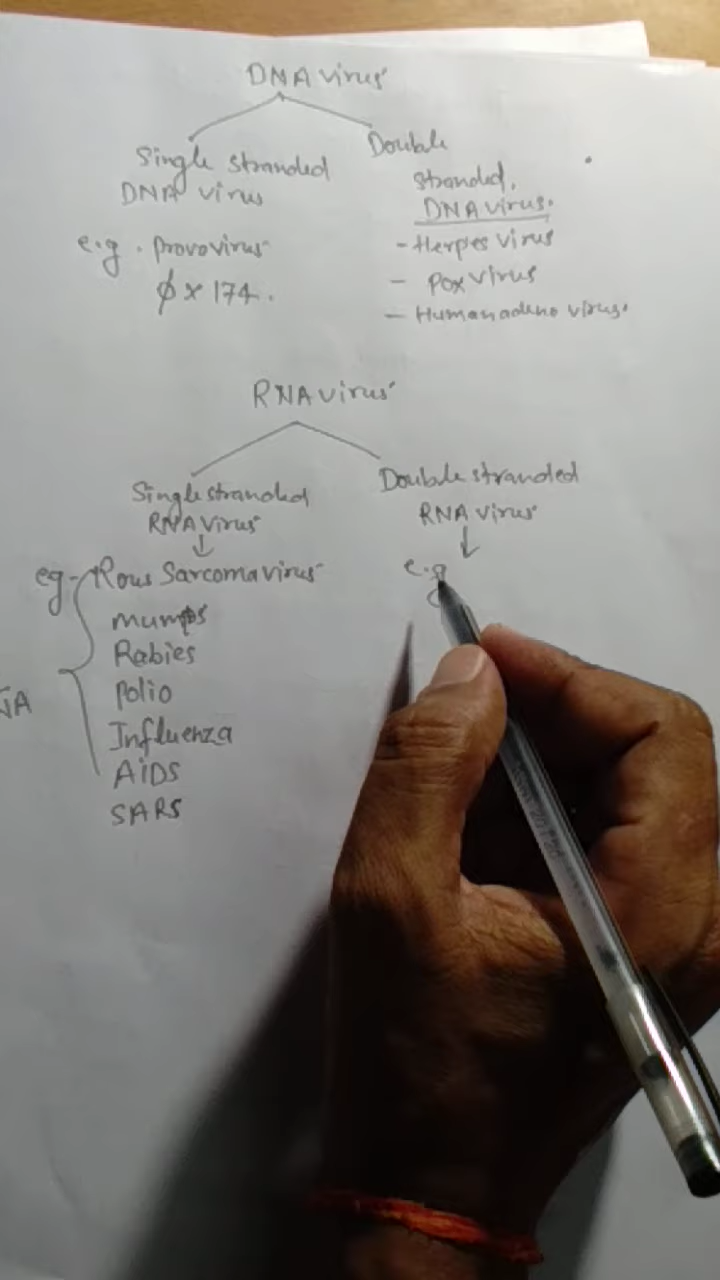 DNA virus
Single stranded
DNA virus
Double
stranded.
DNA virus.
e.g. provovirus
ϕ x 174.
- Herpes virus
- pox virus
- Human adeno virus.
RNA virus
Single stranded
RNA virus
↓
Double stranded
RNA virus
↓
eg- Rous Sarcoma virus
mumps
Rabies
polio
Influenza
AIDS
SARS
e.g